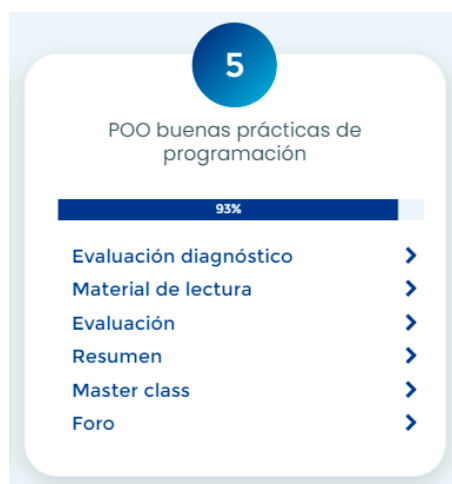 5
POO buenas prácticas de
programación
93%
Evaluación diagnóstico
Material de lectura
Evaluación
Resumen
Master class
Foro